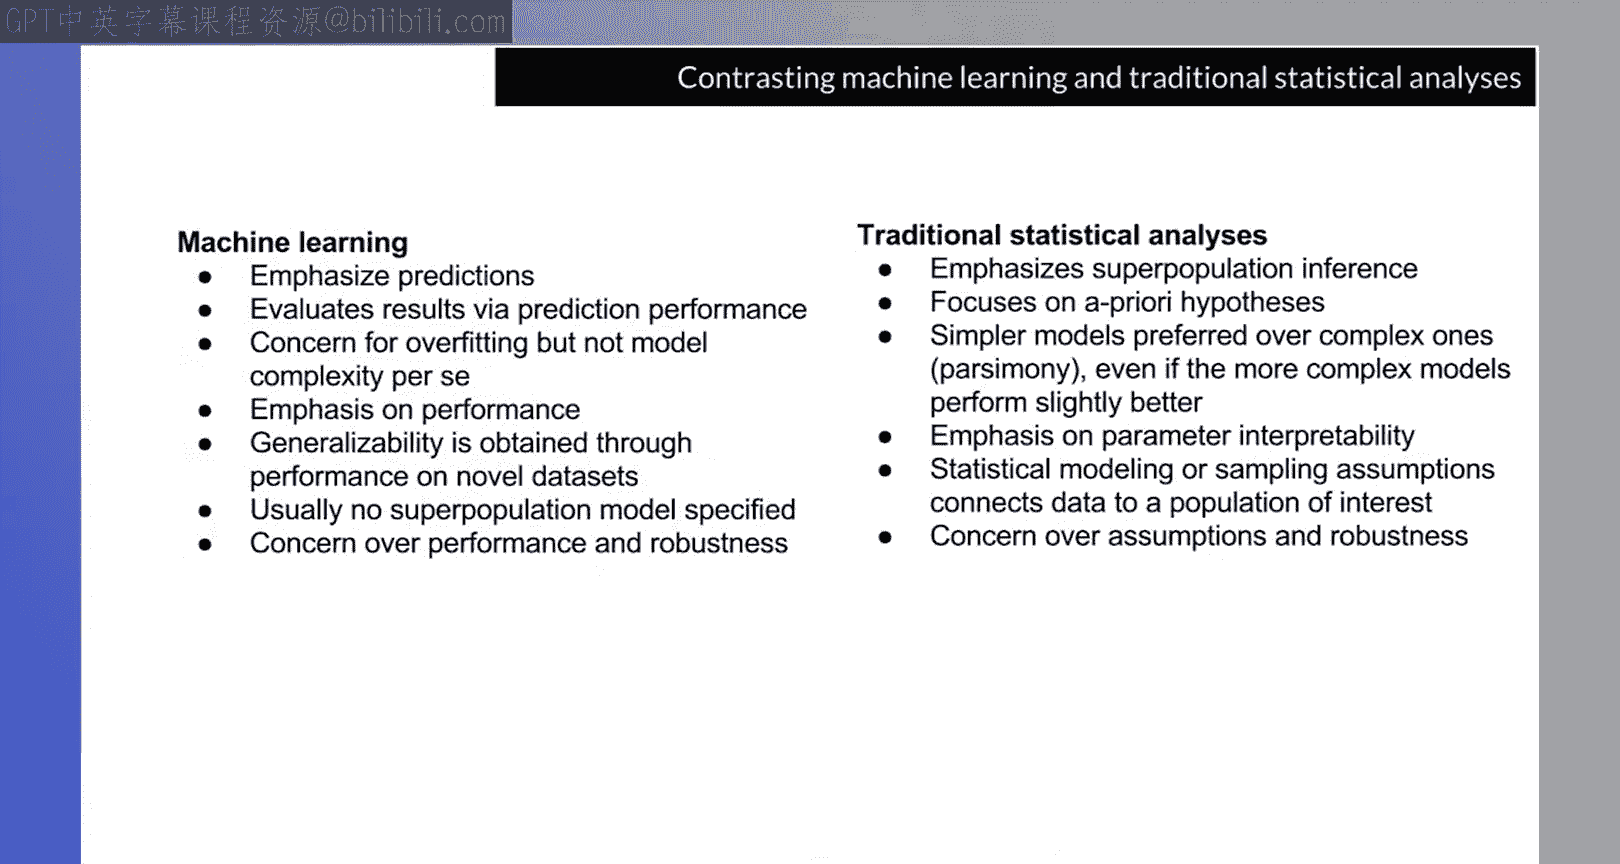 GPT中英字幕课程资源@bilibili.com
Contrasting machine learning and traditional statistical analyses
Machine learning
● Emphasize predictions
● Evaluates results via prediction performance
● Concern for overfitting but not model
complexity per se
● Emphasis on performance
● Generalizability is obtained through
performance on novel datasets
● Usually no superpopulation model specified
● Concern over performance and robustness
Traditional statistical analyses
● Emphasizes superpopulation inference
● Focuses on a-priori hypotheses
● Simpler models preferred over complex ones
(parsimony), even if the more complex models
perform slightly better
● Emphasis on parameter interpretability
● Statistical modeling or sampling assumptions
connects data to a population of interest
● Concern over assumptions and robustness